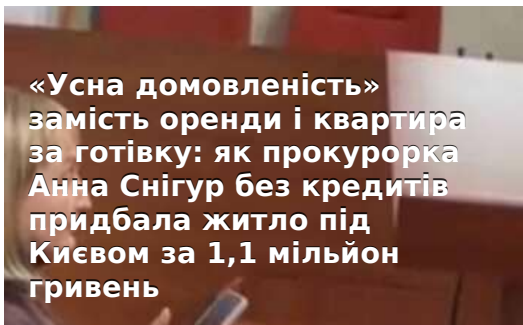 «Усна домовленість»
замість оренди і квартира
за готівку: як прокурорка
Анна Снігур без кредитів
придбала житло під
Києвом за 1,1 мільйон
гривень